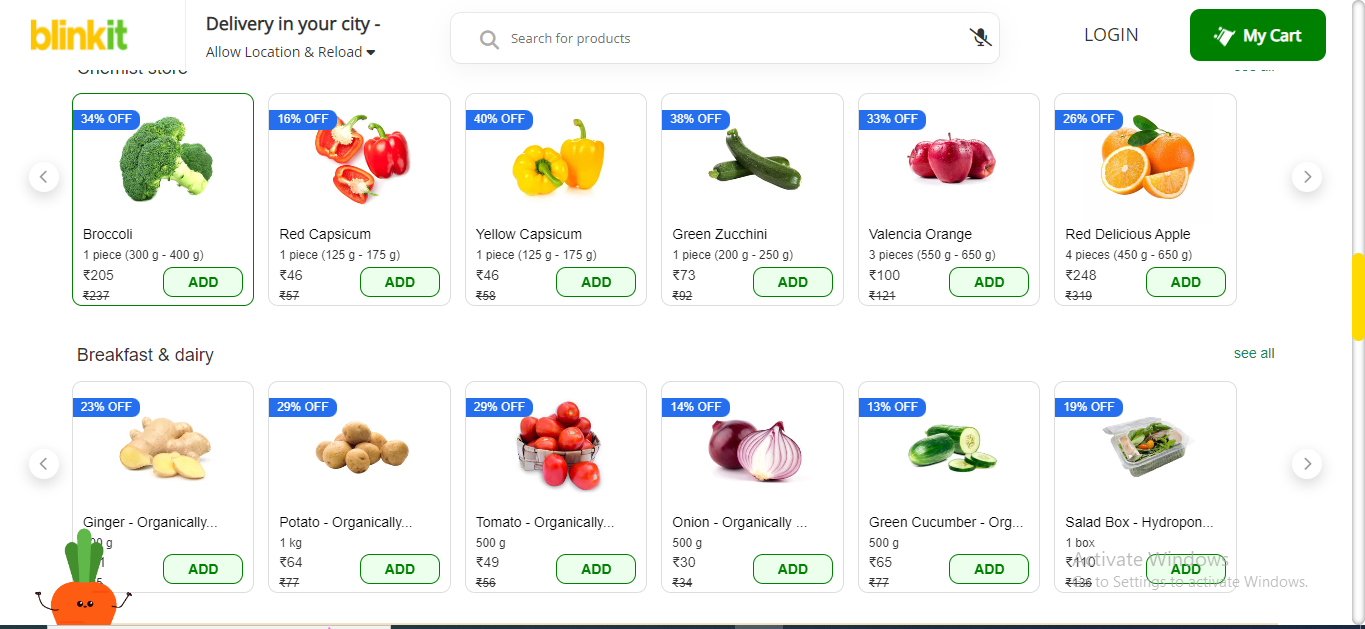 blinkit
Delivery in your city -
Allow Location & Reload
Search for products
LOGIN
My Cart
Chemist store
see all
34% OFF
Broccoli
1 piece (300 g - 400 g)
₹205
₹237
ADD
16% OFF
Red Capsicum
1 piece (125 g - 175 g)
₹46
₹57
ADD
40% OFF
Yellow Capsicum
1 piece (125 g - 175 g)
₹46
₹58
ADD
38% OFF
Green Zucchini
1 piece (200 g - 250 g)
₹73
₹92
ADD
33% OFF
Valencia Orange
3 pieces (550 g - 650 g)
₹100
₹121
ADD
26% OFF
Red Delicious Apple
4 pieces (450 g - 650 g)
₹248
₹319
ADD
Breakfast & dairy
see all
23% OFF
Ginger - Organically...
g
ADD
29% OFF
Potato - Organically...
1 kg
₹64
₹77
ADD
29% OFF
Tomato - Organically...
500 g
₹49
₹56
ADD
14% OFF
Onion - Organically ...
500 g
₹30
₹34
ADD
13% OFF
Green Cucumber - Org...
500 g
₹65
₹77
ADD
19% OFF
Salad Box - Hydropon...
1 box
₹110
₹136
ADD
Activate Windows
Go to Settings to activate Windows.